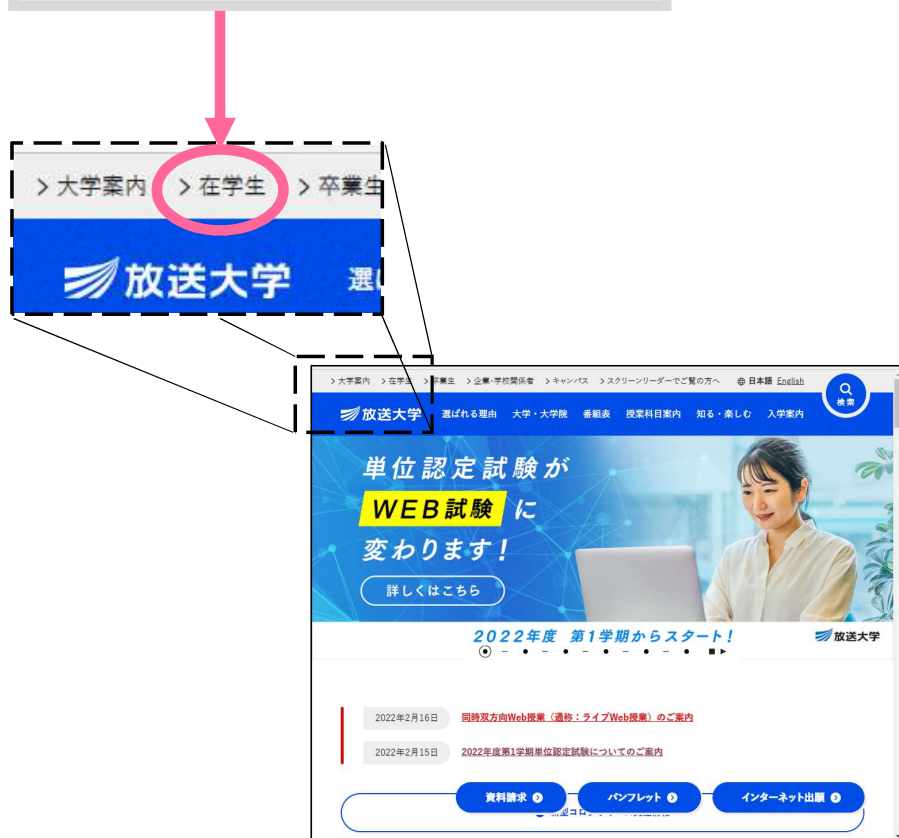 >大学案内 >在学生 >卒業生
放送大学
>大学案内 >在学生 >卒業生 >企業・学校関係者 >キャンパス >スクリーンリーダーでご覧の方へ 日本語 English
検索
放送大学 選ばれる理由 大学・大学院 番組表 授業科目案内 知る・楽しむ 入学案内
単位認定試験が
WEB試験に
変わります!
詳しくはこちら
2022年度 第1学期からスタート!
放送大学
2022年2月16日 同時双方向Web授業(通称:ライブWeb授業)のご案内
2022年2月15日 2022年度第1学期単位認定試験についてのご案内
資料請求 パンフレット インターネット出願